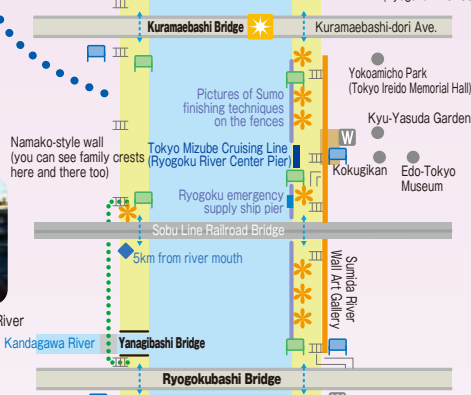 Kuramaebashi Bridge
Kuramaebashi-dori Ave.
Yokoamicho Park
(Tokyo Ireido Memorial Hall)
Pictures of Sumo
finishing techniques
on the fences
Kyu-Yasuda Garden
W
Namako-style wall
(you can see family crests
here and there too)
Tokyo Mizube Cruising Line
(Ryogoku River Center Pier)
Kokugikan
Edo-Tokyo
Museum
Ryogoku emergency
supply ship pier
Sobu Line Railroad Bridge
5km from river mouth
Sumida River
Wall Art Gallery
River
Kandagawa River
Yanagibashi Bridge
Ryogokubashi Bridge